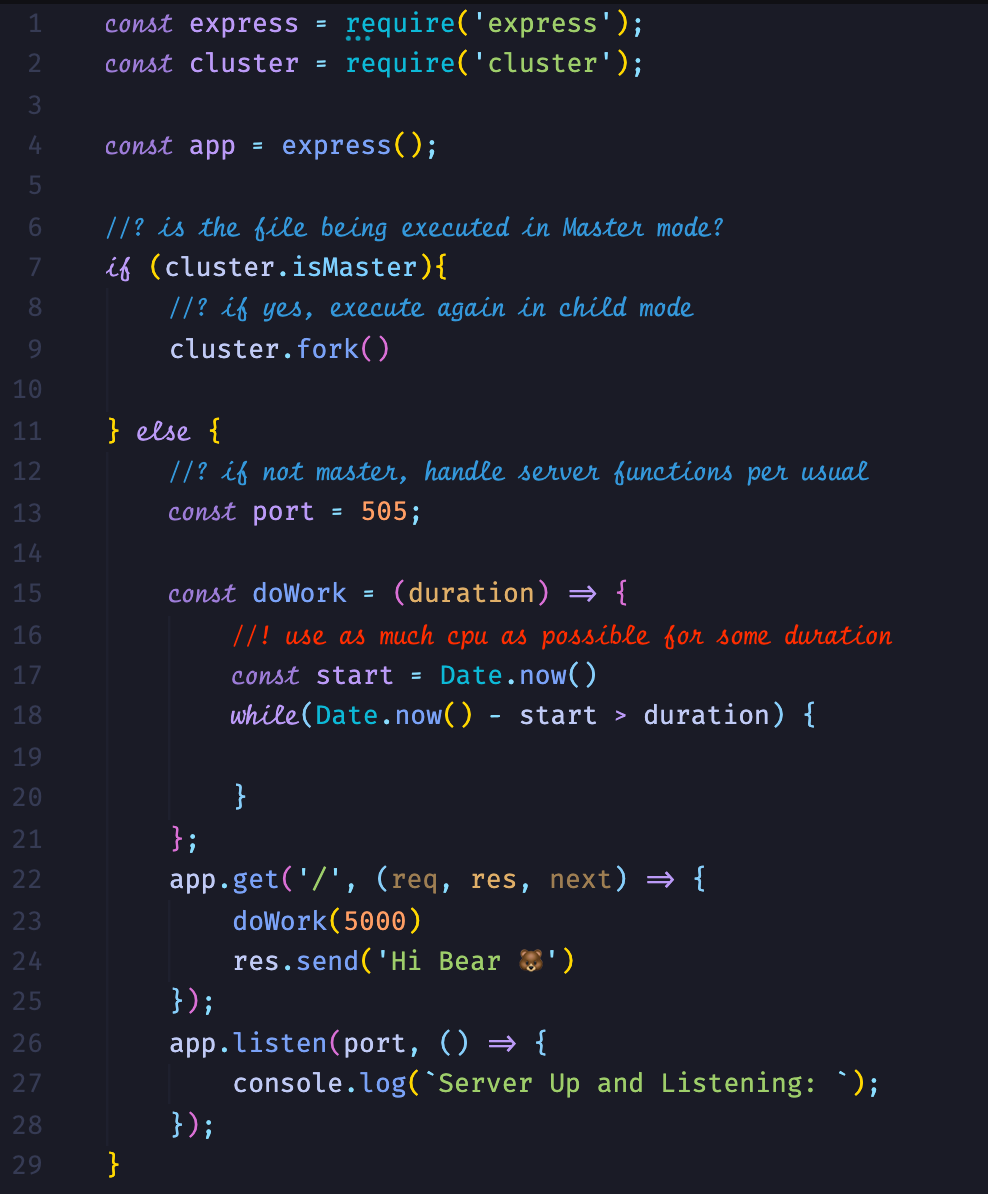 1 const express = require('express');
2 const cluster = require('cluster');
3
4 const app = express();
5
6 //? is the file being executed in Master mode?
7 if (cluster.isMaster){
8 //? if yes, execute again in child mode
9 cluster.fork()
10
11 } else {
12 //? if not master, handle server functions per usual
13 const port = 505;
14
15 const doWork = (duration) => {
16 //! use as much cpu as possible for some duration
17 const start = Date.now()
18 while(Date.now() - start > duration) {
19
20 }
21 };
22 app.get('/', (req, res, next) => {
23 doWork(5000)
24 res.send('Hi Bear 🐻')
25 });
26 app.listen(port, () => {
27 console.log(`Server Up and Listening: `);
28 });
29 }